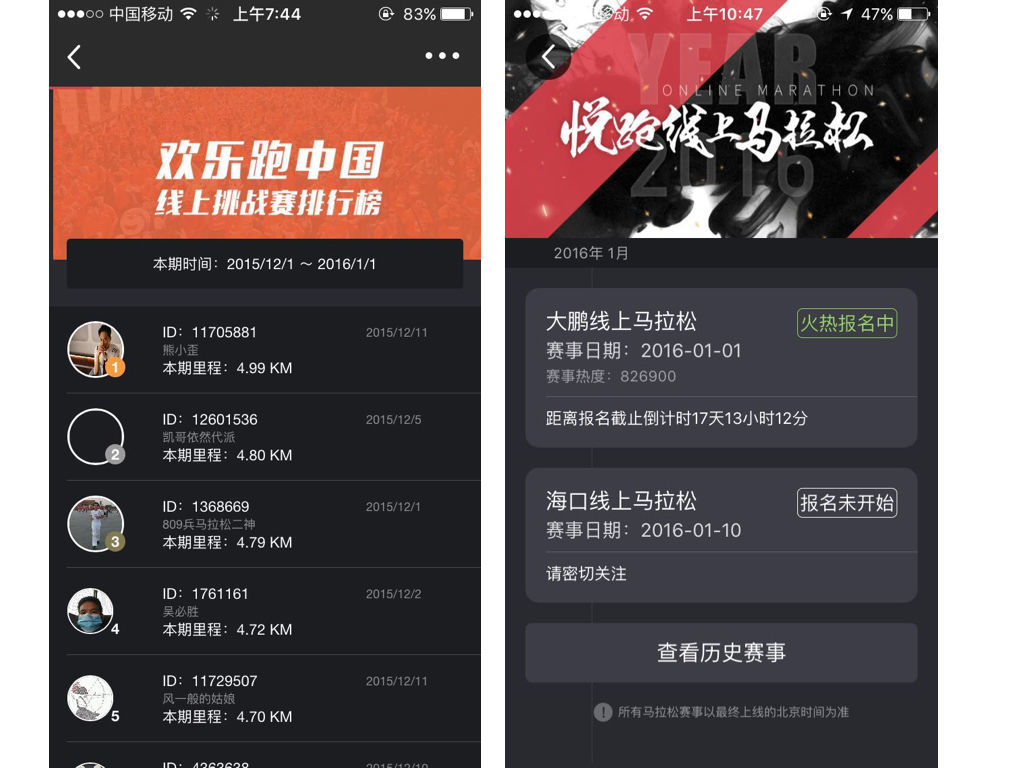 中国移动 上午7:44 83%
欢乐跑中国
线上挑战赛排行榜
本期时间：2015/12/1 ～ 2016/1/1
ID：11705881 2015/12/11
熊小歪
本期里程：4.99 KM
1
ID：12601536 2015/12/5
凯哥依然代派
本期里程：4.80 KM
2
ID：1368669 2015/12/1
809兵马拉松二神
本期里程：4.79 KM
3
ID：1761161 2015/12/2
吴必胜
本期里程：4.72 KM
4
ID：11729507 2015/12/11
风一般的姑娘
本期里程：4.70 KM
5
移动 上午10:47 47%
YEAR
ONLINE MARATHON
悦跑线上马拉松
2016
2016年 1月
大鹏线上马拉松 火热报名中
赛事日期：2016-01-01
赛事热度：826900
距离报名截止倒计时17天13小时12分
海口线上马拉松 报名未开始
赛事日期：2016-01-10
请密切关注
查看历史赛事
所有马拉松赛事以最终上线的北京时间为准